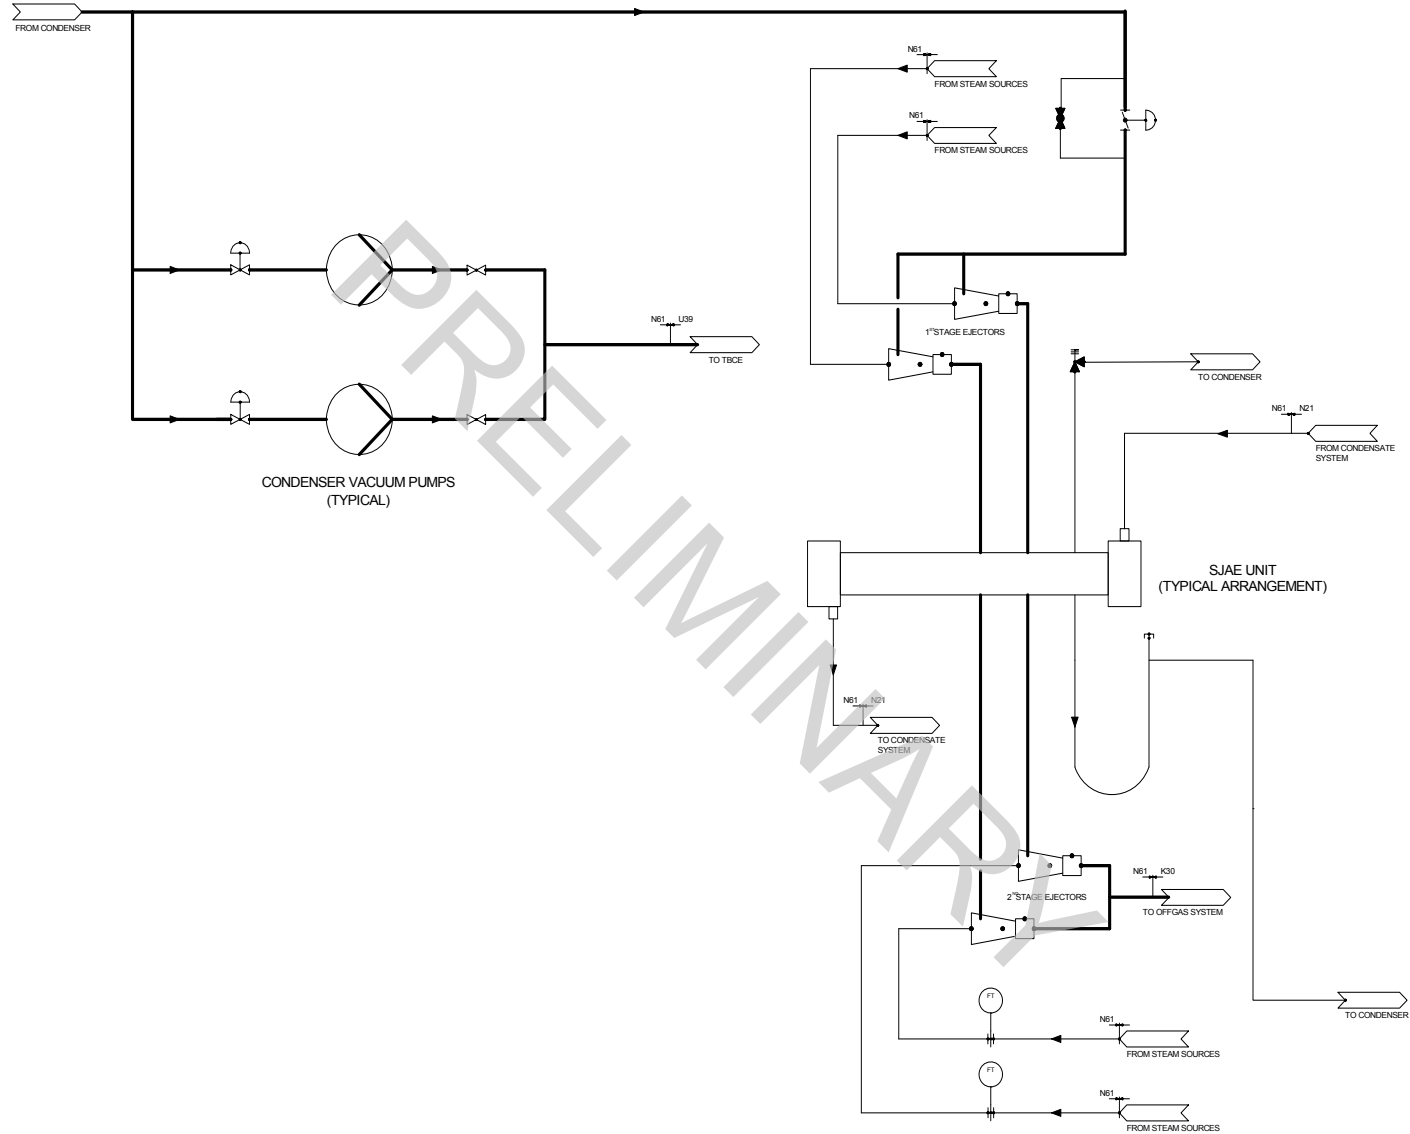 FROM CONDENSER
N61
FROM STEAM SOURCES
N61
FROM STEAM SOURCES
N61 U39
TO TBCE
1ST STAGE EJECTORS
TO CONDENSER
N61 N21
FROM CONDENSATE
SYSTEM
CONDENSER VACUUM PUMPS
(TYPICAL)
SJAE UNIT
(TYPICAL ARRANGEMENT)
N61 N21
TO CONDENSATE
SYSTEM
N61 K30
2ND STAGE EJECTORS
TO OFFGAS SYSTEM
FT
N61
FROM STEAM SOURCES
TO CONDENSER
FT
N61
FROM STEAM SOURCES
PRELIMINARY